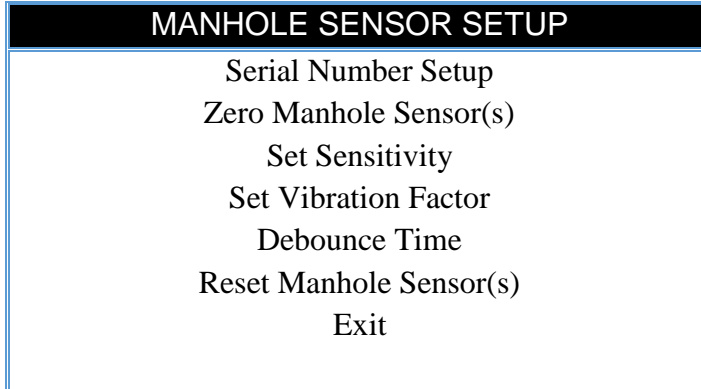 MANHOLE SENSOR SETUP
Serial Number Setup
Zero Manhole Sensor(s)
Set Sensitivity
Set Vibration Factor
Debounce Time
Reset Manhole Sensor(s)
Exit